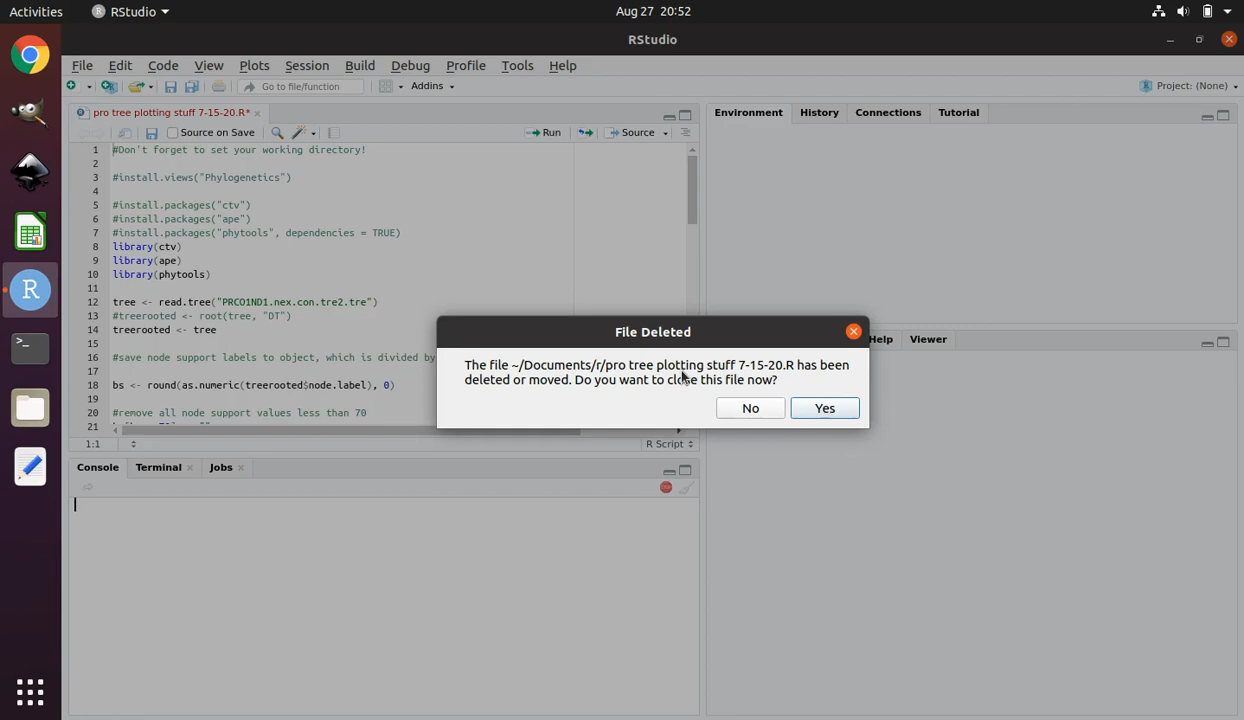 Activities
RStudio
Aug 27 20:52
RStudio
File Edit Code View Plots Session Build Debug Profile Tools Help
Go to file/function
Addins
Project: (None)
pro tree plotting stuff 7-15-20.R*
Source on Save
Run
Source
1 #Don't forget to set your working directory!
2
3 #install.views("Phylogenetics")
4
5 #install.packages("ctv")
6 #install.packages("ape")
7 #install.packages("phytools", dependencies = TRUE)
8 library(ctv)
9 library(ape)
10 library(phytools)
11
12 tree <- read.tree("PRCO1ND1.nex.con.tre2.tre")
13 #treerooted <- root(tree, "DT")
14 treerooted <- tree
15
16 #save node support labels to object, which is divided by
17
18 bs <- round(as.numeric(treerooted$node.label), 0)
19
20 #remove all node support values less than 70
21
1:1
R Script
Console Terminal Jobs
Environment History Connections Tutorial
Help Viewer
File Deleted
The file ~/Documents/r/pro tree plotting stuff 7-15-20.R has been
deleted or moved. Do you want to close this file now?
No Yes